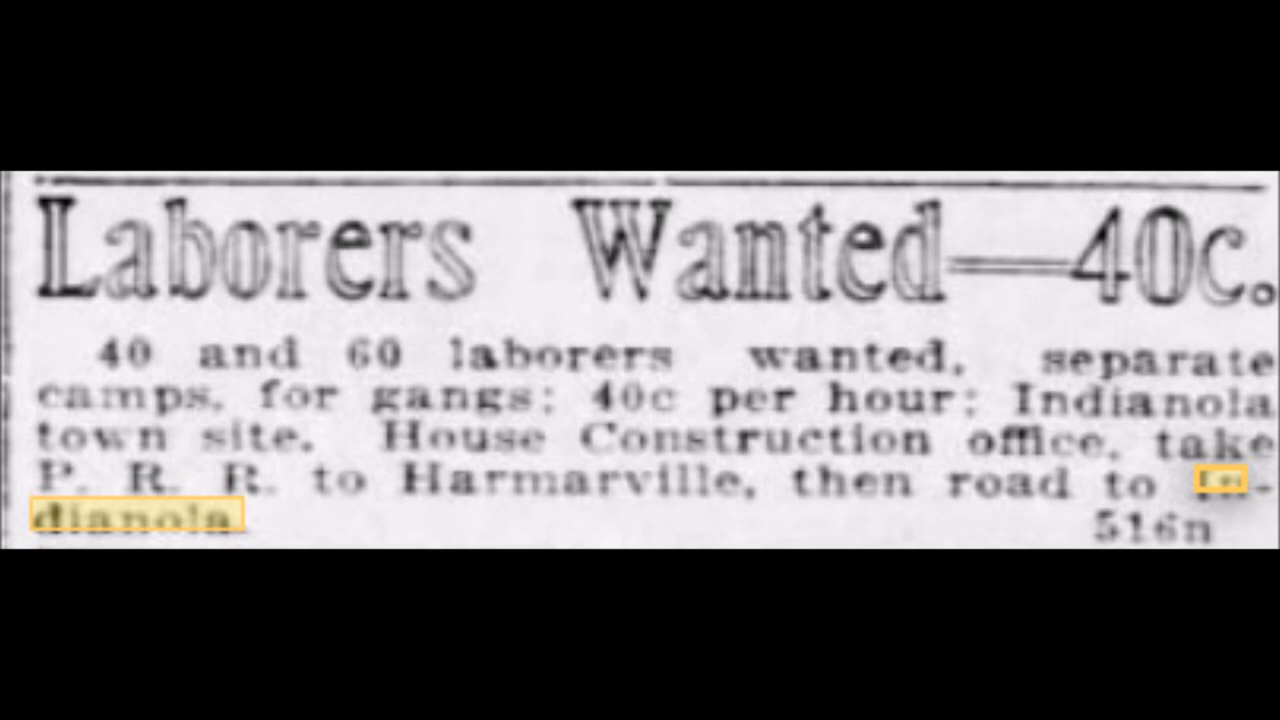 Laborers Wanted—40c.
40 and 60 laborers wanted, separate
camps, for gangs; 40c per hour; Indianola
town site. House Construction office, take
P. R. R. to Harmarville, then road to In-
dianola. 516n